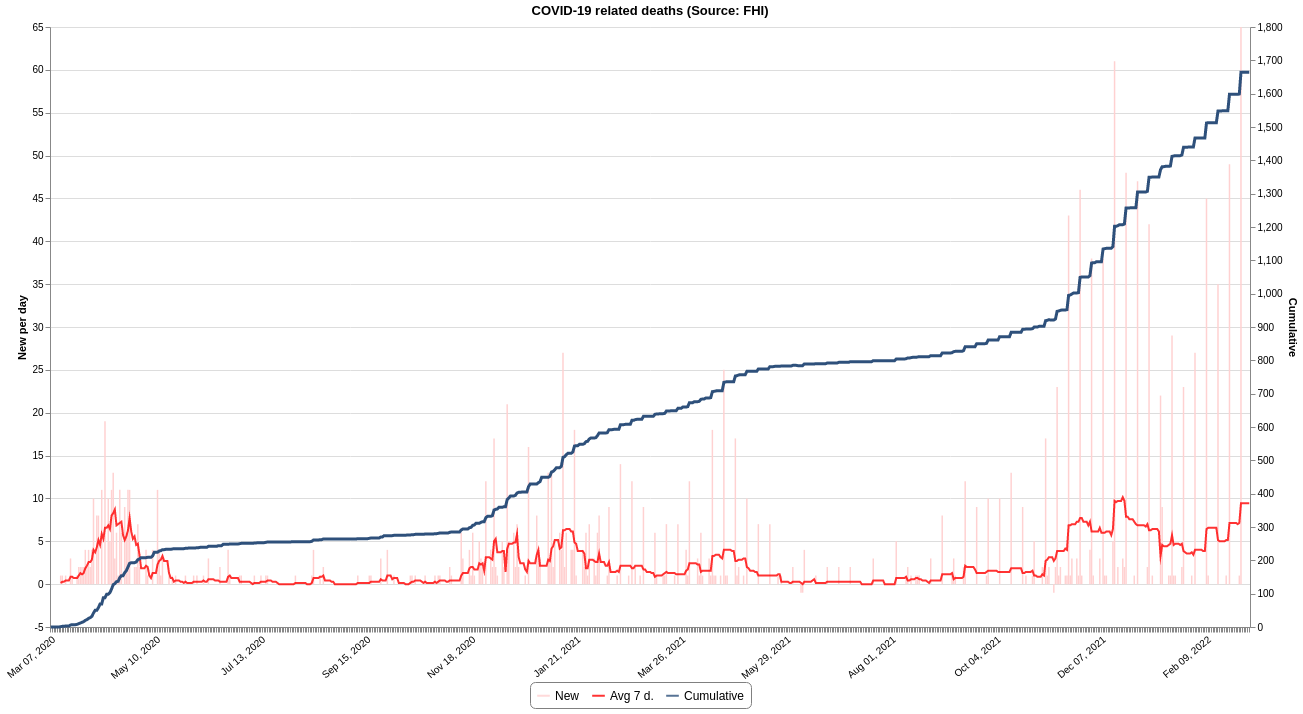 COVID-19 related deaths (Source: FHI)
New per day
65
60
55
50
45
40
35
30
25
20
15
10
5
0
-5
1,800
1,700
1,600
1,500
1,400
1,300
1,200
1,100
1,000
900
800
700
600
500
400
300
200
100
0
Cumulative
Mar 07, 2020
May 10, 2020
Jul 13, 2020
Sep 15, 2020
Nov 18, 2020
Jan 21, 2021
Mar 26, 2021
May 29, 2021
Aug 01, 2021
Oct 04, 2021
Dec 07, 2021
Feb 09, 2022
New Avg 7 d. Cumulative